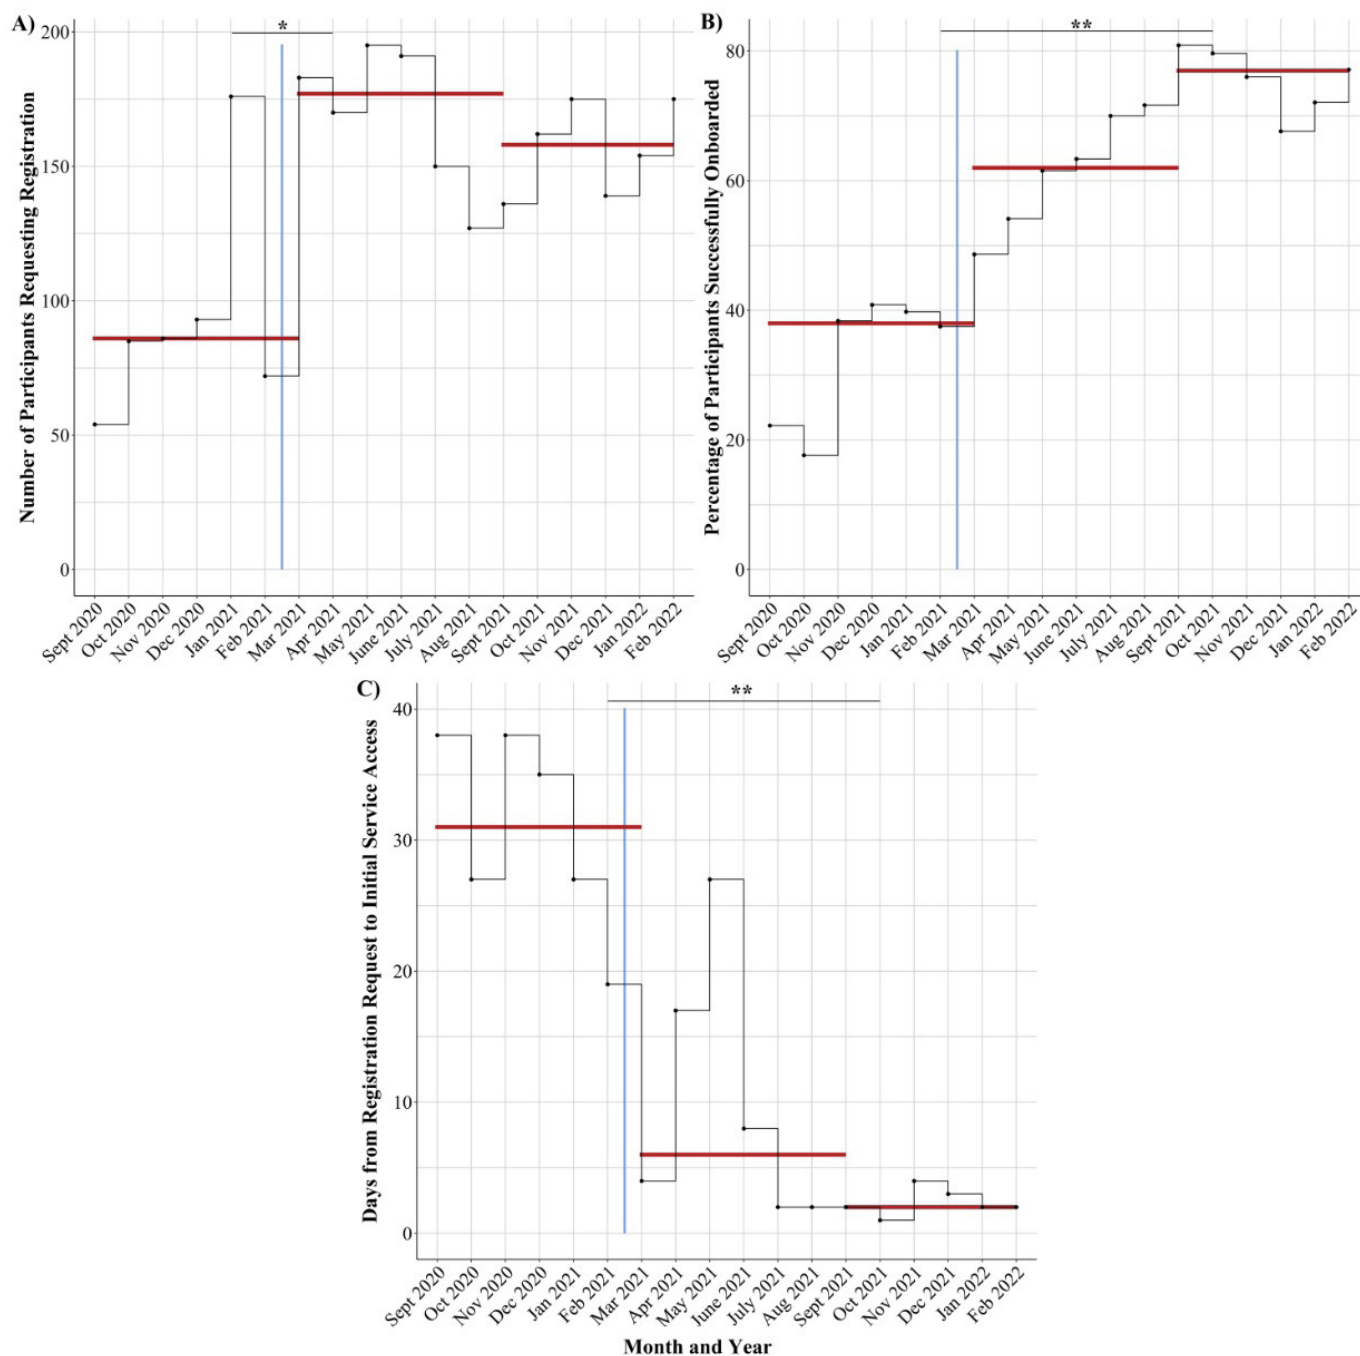 A)
*
Number of Participants Requesting Registration
200
150
100
50
0
Sept 2020
Oct 2020
Nov 2020
Dec 2020
Jan 2021
Feb 2021
Mar 2021
Apr 2021
May 2021
June 2021
July 2021
Aug 2021
Sept 2021
Oct 2021
Nov 2021
Dec 2021
Jan 2022
Feb 2022
B)
**
Percentage of Participants Successfully Onboarded
80
60
40
20
0
Sept 2020
Oct 2020
Nov 2020
Dec 2020
Jan 2021
Feb 2021
Mar 2021
Apr 2021
May 2021
June 2021
July 2021
Aug 2021
Sept 2021
Oct 2021
Nov 2021
Dec 2021
Jan 2022
Feb 2022
C)
**
Days from Registration Request to Initial Service Access
40
30
20
10
0
Sept 2020
Oct 2020
Nov 2020
Dec 2020
Jan 2021
Feb 2021
Mar 2021
Apr 2021
May 2021
June 2021
July 2021
Aug 2021
Sept 2021
Oct 2021
Nov 2021
Dec 2021
Jan 2022
Feb 2022
Month and Year